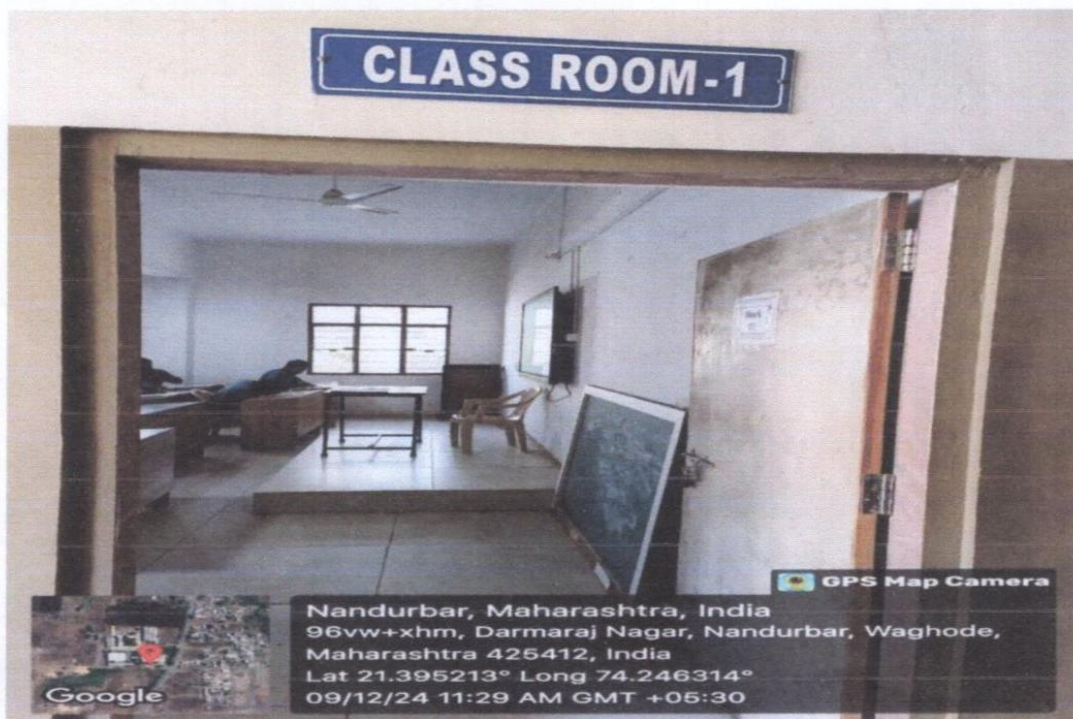 CLASS ROOM-1
GPS Map Camera
Nandurbar, Maharashtra, India
96vw+xhm, Darmaraj Nagar, Nandurbar, Waghode,
Maharashtra 425412, India
Lat 21.395213° Long 74.246314°
09/12/24 11:29 AM GMT +05:30
Google